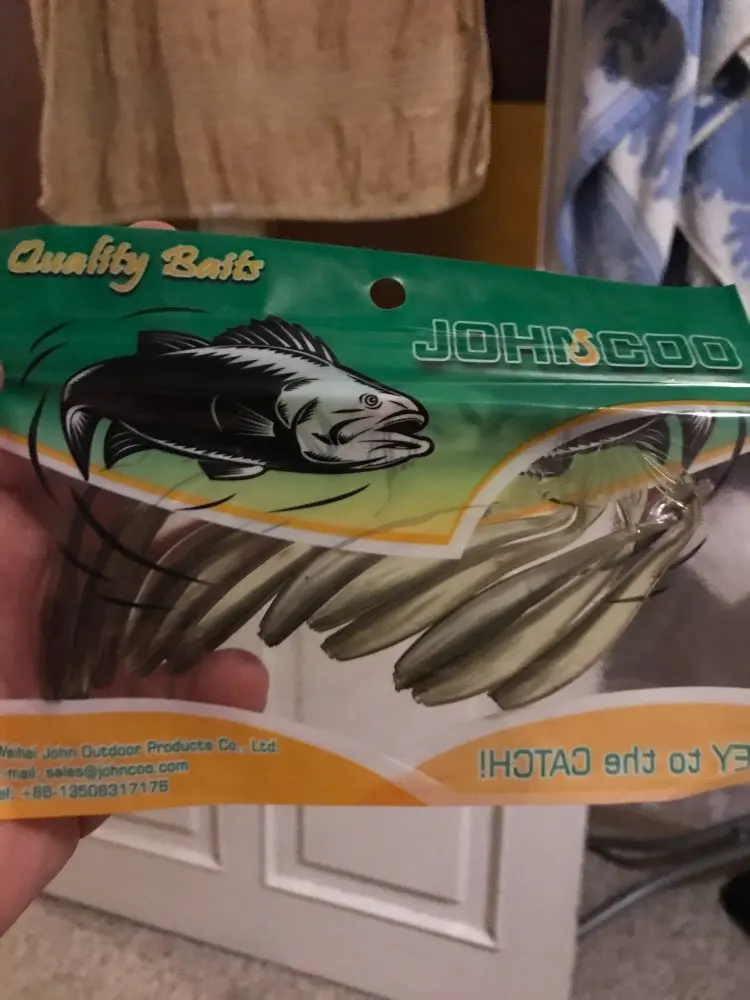 Quality Baits
JOHNCOO
Weihai John Outdoor Products Co., Ltd.
-mail: sales@johncoo.com
el: +86-13506317176
EY to the CATCH!